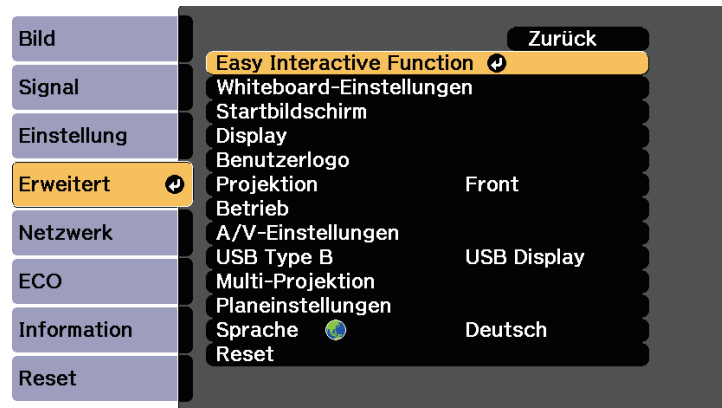 Bild
Signal
Einstellung
Erweitert
Netzwerk
ECO
Information
Reset
Zurück
Easy Interactive Function
Whiteboard-Einstellungen
Startbildschirm
Display
Benutzerlogo
Projektion Front
Betrieb
A/V-Einstellungen
USB Type B USB Display
Multi-Projektion
Planeinstellungen
Sprache Deutsch
Reset